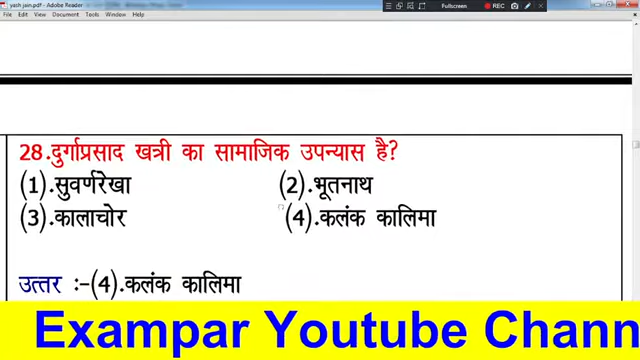 yash jain.pdf - Adobe Reader
File Edit View Document Tools Window Help
Fullscreen REC
28.दुर्गाप्रसाद खत्री का सामाजिक उपन्यास है?
(1).सुवर्णरेखा (2).भूतनाथ
(3).कालाचोर (4).कलंक कालिमा
उत्तर :-(4).कलंक कालिमा
Exampar Youtube Chann